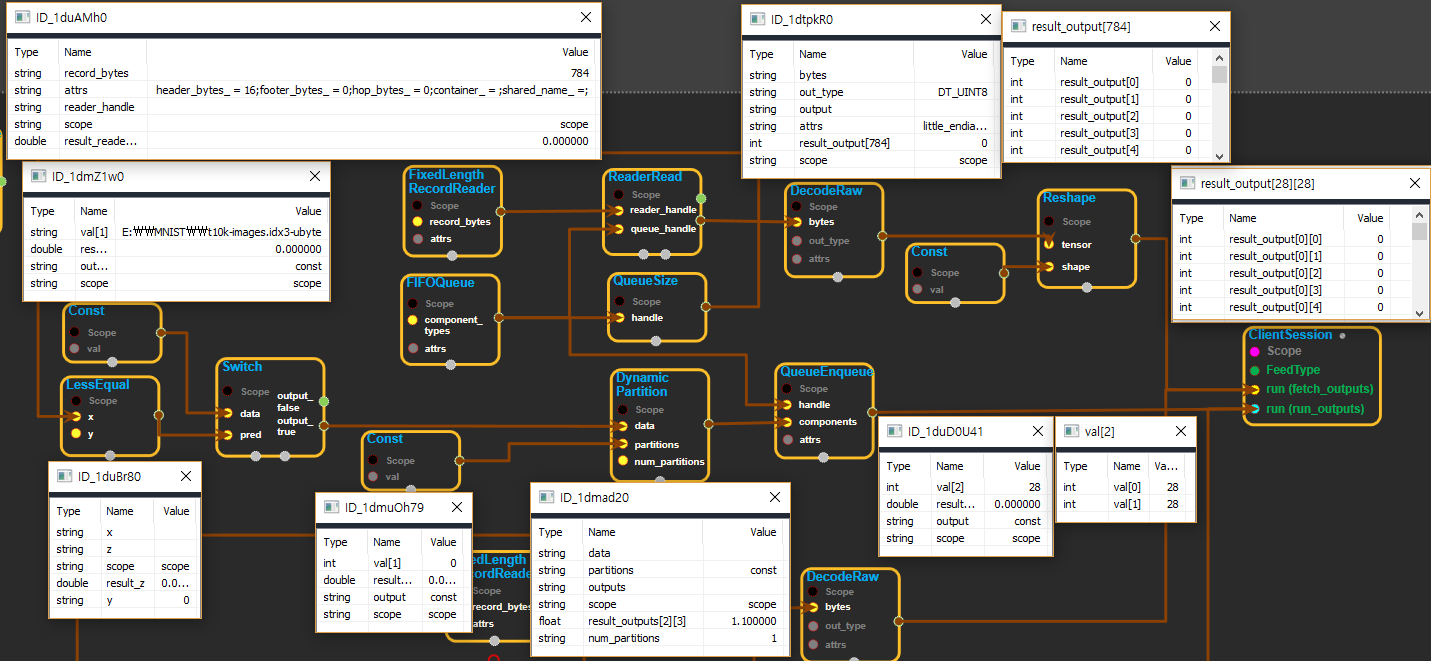 ID_1duAMh0
Type Name Value
string record_bytes 784
string attrs header_bytes_ = 16;footer_bytes_ = 0;hop_bytes_ = 0;container_ = ;shared_name_ =;
string reader_handle
string scope scope
double result_reade... 0.000000
ID_1dtpkR0
Type Name Value
string bytes
string out_type DT_UINT8
string output
string attrs little_endia...
int result_output[784] 0
string scope scope
result_output[784]
Type Name Value
int result_output[0] 0
int result_output[1] 0
int result_output[2] 0
int result_output[3] 0
int result_output[4] 0
ID_1dmZ1w0
Type Name Value
string val[1] E:₩₩MNIST₩₩t10k-images.idx3-ubyte
double res... 0.000000
string out... const
string scope scope
FixedLength
RecordReader
Scope
record_bytes
attrs
ReaderRead
Scope
reader_handle
queue_handle
DecodeRaw
Scope
bytes
out_type
attrs
Const
Scope
val
Reshape
Scope
tensor
shape
result_output[28][28]
Type Name Value
int result_output[0][0] 0
int result_output[0][1] 0
int result_output[0][2] 0
int result_output[0][3] 0
int result_output[0][4] 0
FIFOQueue
Scope
component_
types
attrs
QueueSize
Scope
handle
Const
Scope
val
LessEqual
Scope
x
y
Switch
Scope
data
pred
output_
false
output_
true
Const
Scope
val
Dynamic
Partition
Scope
data
partitions
num_partitions
QueueEnqueue
Scope
handle
components
attrs
ClientSession
Scope
FeedType
run (fetch_outputs)
run (run_outputs)
ID_1duBr80
Type Name Value
string x
string z
string scope scope
double result_z 0.0...
string y 0
ID_1dmuOh79
Type Name Value
int val[1] 0
double result... 0.0...
string output const
string scope scope
ID_1dmad20
Type Name Value
string data
string partitions const
string outputs
string scope scope
float result_outputs[2][3] 1.100000
string num_partitions 1
ID_1duD0U41
Type Name Value
int val[2] 28
double result... 0.000000
string output const
string scope scope
val[2]
Type Name Va...
int val[0] 28
int val[1] 28
edLength
cordReade
Scope
record_bytes
attrs
DecodeRaw
Scope
bytes
out_type
attrs